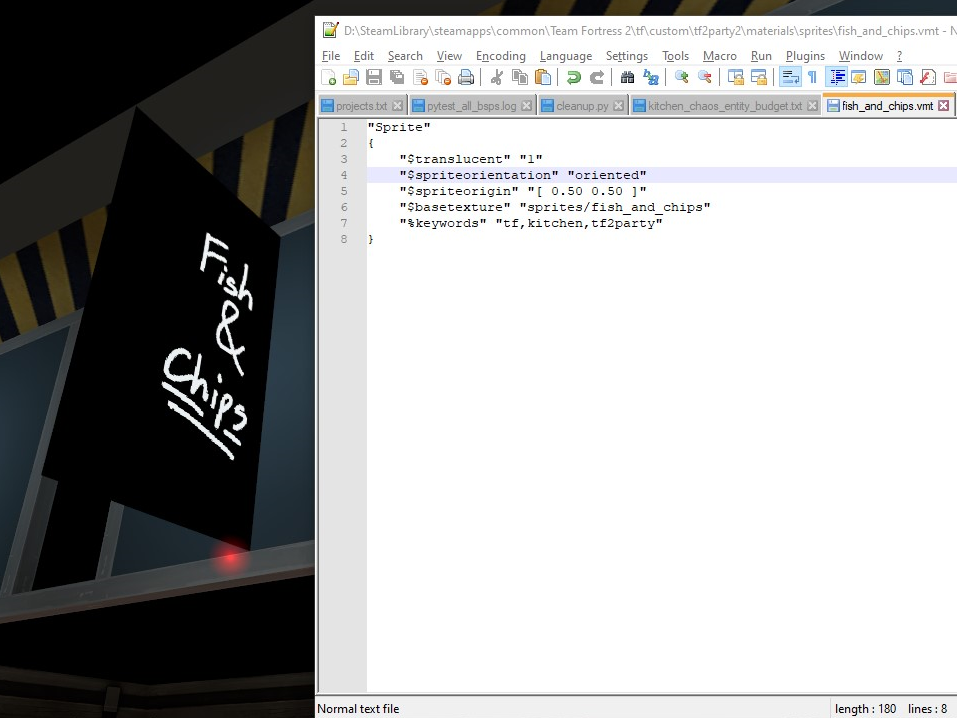 Fish
&
Chips
D:\SteamLibrary\steamapps\common\Team Fortress 2\tf\custom\tf2party2\materials\sprites\fish_and_chips.vmt - N
File Edit Search View Encoding Language Settings Tools Macro Run Plugins Window ?
projects.txt pytest_all_bsps.log cleanup.py kitchen_chaos_entity_budget.txt fish_and_chips.vmt
1 "Sprite"
2 {
3 "$translucent" "1"
4 "$spriteorientation" "oriented"
5 "$spriteorigin" "[ 0.50 0.50 ]"
6 "$basetexture" "sprites/fish_and_chips"
7 "%keywords" "tf,kitchen,tf2party"
8 }
Normal text file length : 180 lines : 8